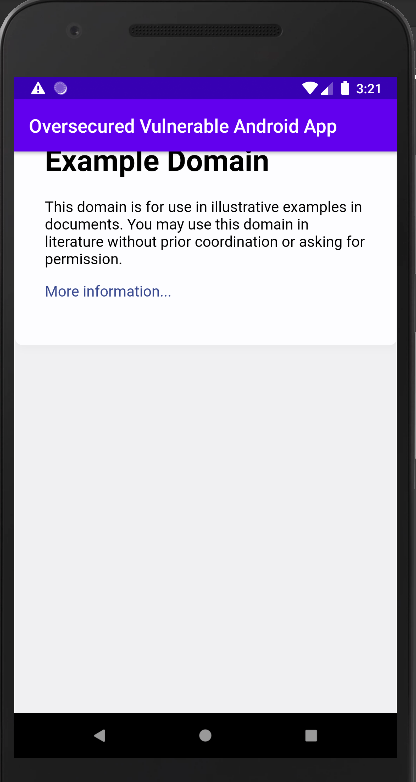 3:21
Oversecured Vulnerable Android App
Example Domain
This domain is for use in illustrative examples in
documents. You may use this domain in
literature without prior coordination or asking for
permission.
More information...